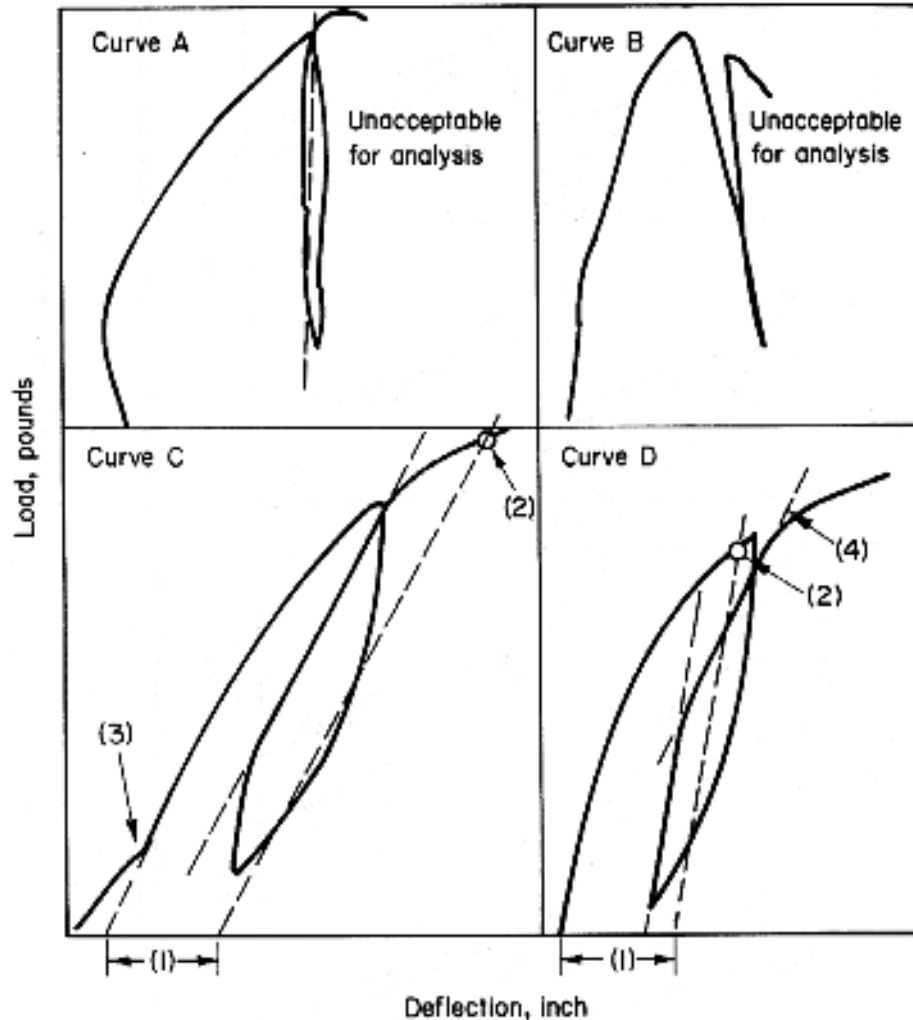 Curve A
Unacceptable
for analysis
Curve B
Unacceptable
for analysis
Curve C
(2)
(3)
(1)
Curve D
(4)
(2)
(1)
Load, pounds
Deflection, inch